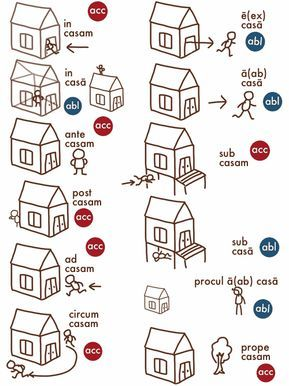 in
casam
acc
in
casā
abl
ante
casam
acc
post
casam
acc
ad
casam
acc
circum
casam
acc
ē(ex)
casā
abl
ā(ab)
casā
abl
sub
casam
acc
sub
casā
abl
procul ā(ab) casā
abl
prope
casam
acc